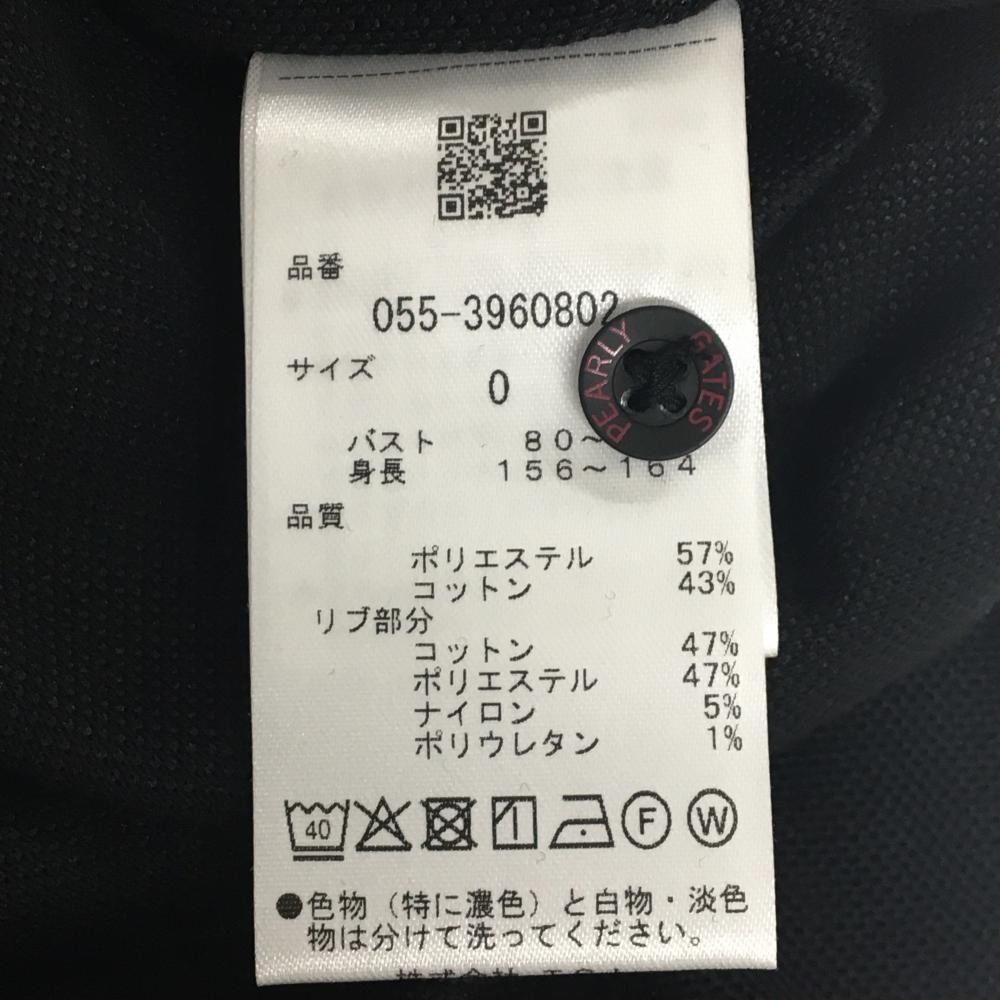 品番
055-3960802
サイズ
0
PEARLY GATES
バスト 80～
身長 156～164
品質
ポリエステル 57%
コットン 43%
リブ部分
コットン 47%
ポリエステル 47%
ナイロン 5%
ポリウレタン 1%
40
F
W
●色物（特に濃色）と白物・淡色
物は分けて洗ってください。
株式会社